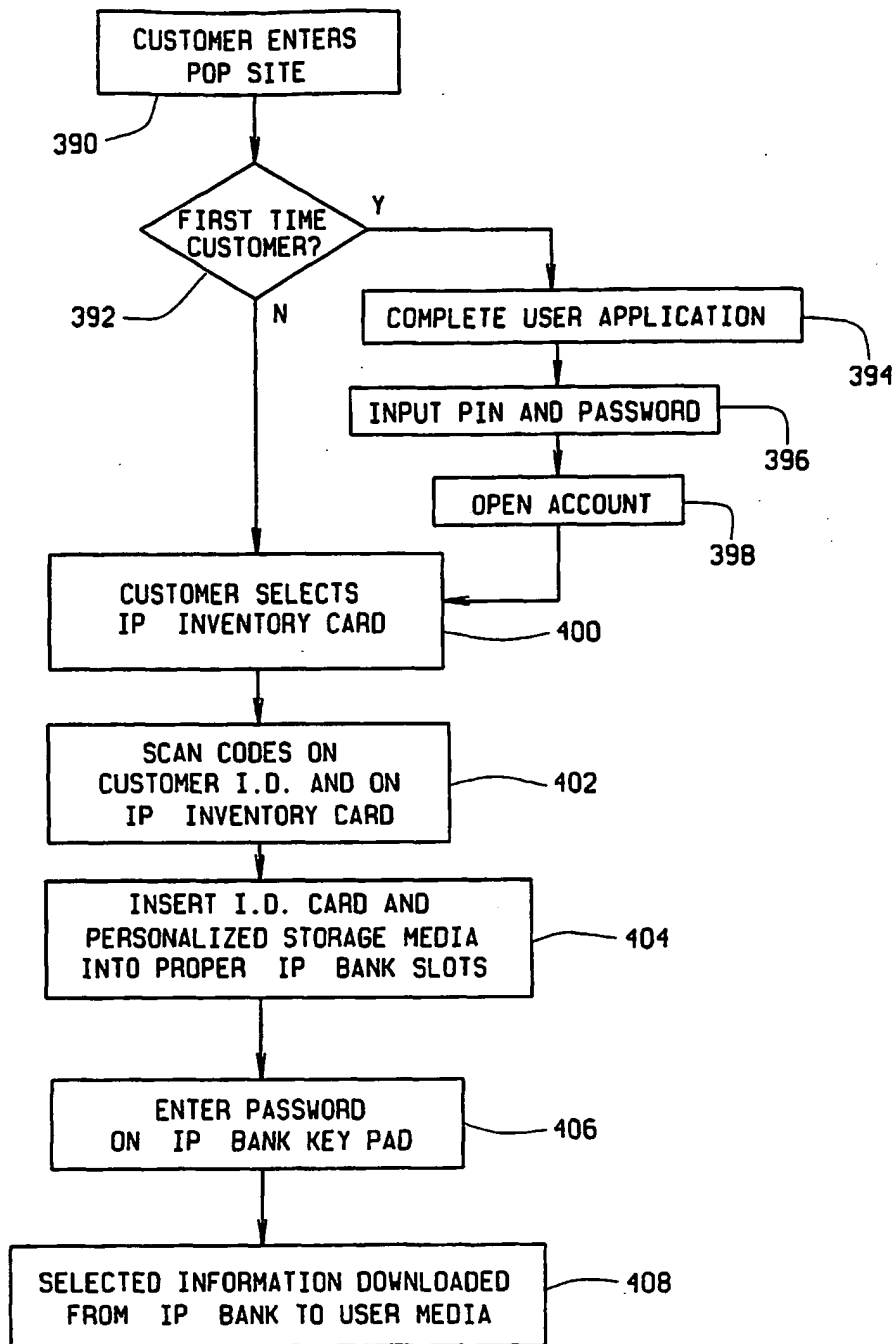 CUSTOMER ENTERS
POP SITE
390
FIRST TIME
CUSTOMER?
Y
392
N
COMPLETE USER APPLICATION
394
INPUT PIN AND PASSWORD
396
OPEN ACCOUNT
398
CUSTOMER SELECTS
IP INVENTORY CARD
400
SCAN CODES ON
CUSTOMER I.D. AND ON
IP INVENTORY CARD
402
INSERT I.D. CARD AND
PERSONALIZED STORAGE MEDIA
INTO PROPER IP BANK SLOTS
404
ENTER PASSWORD
ON IP BANK KEY PAD
406
SELECTED INFORMATION DOWNLOADED
FROM IP BANK TO USER MEDIA
408